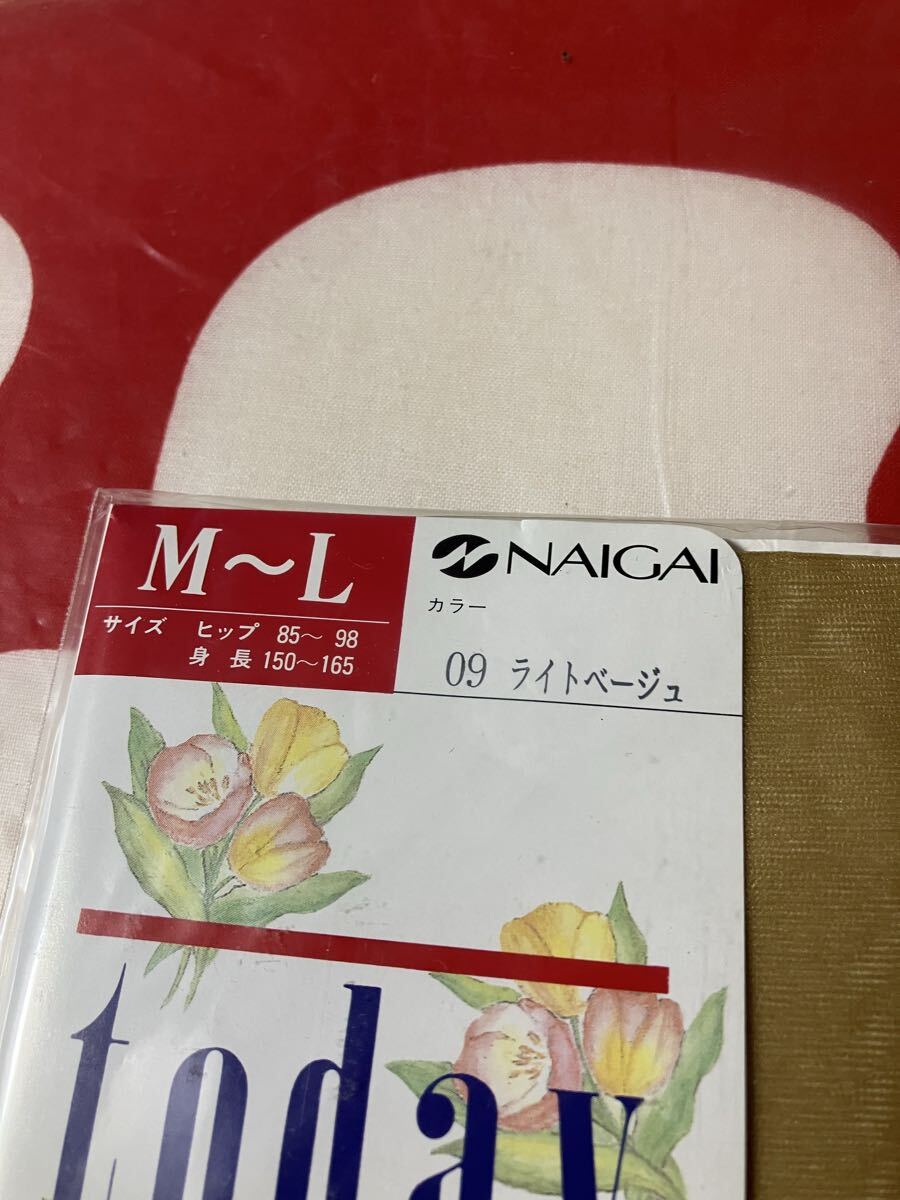 M～L
サイズ ヒップ 85～98
身長 150～165
NAIGAI
カラー
09 ライトベージュ
today